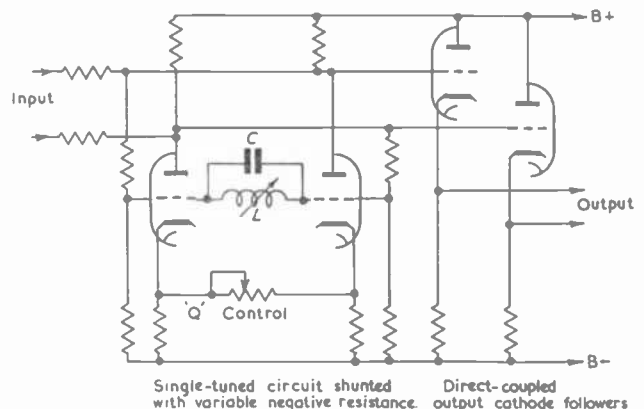 B+
Input
C
L
Output
'Q' Control
B-
Single-tuned circuit shunted
with variable negative resistance.
Direct-coupled
output cathode followers